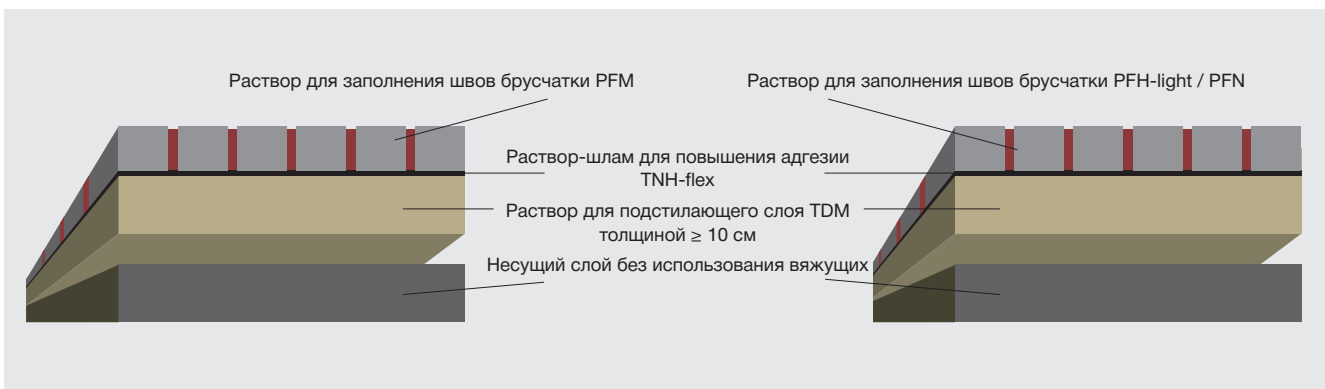 Раствор для заполнения швов брусчатки PFM
Раствор для заполнения швов брусчатки PFH-light / PFN
Раствор-шлам для повышения адгезии
TNH-flex
Раствор для подстилающего слоя TDM
толщиной ≥ 10 см
Несущий слой без использования вяжущих